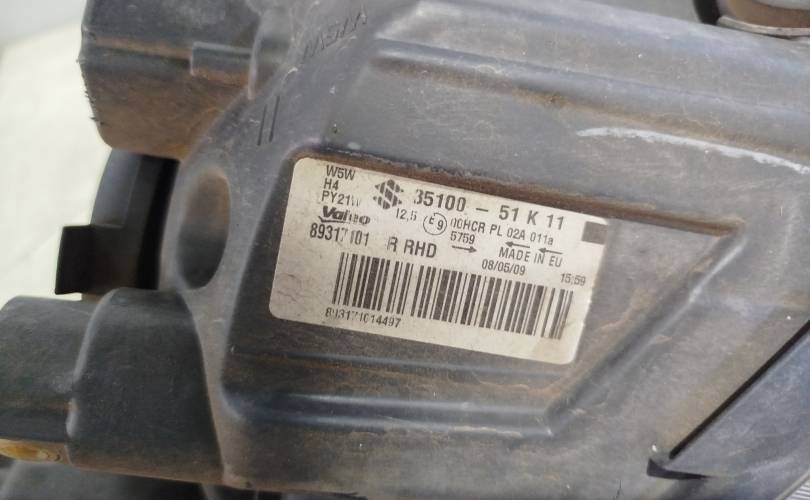 W5W
H4
PY21W
35100 - 51 K 11
Valeo
12,5 E9 00HCR PL 02A 011a
5759
MADE IN EU
89317101 R RHD
08/05/09 15:59
893171014497